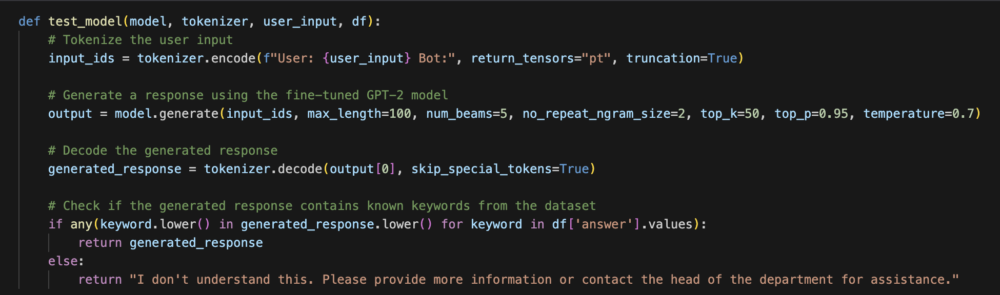 def test_model(model, tokenizer, user_input, df):
    # Tokenize the user input
    input_ids = tokenizer.encode(f"User: {user_input} Bot:", return_tensors="pt", truncation=True)

    # Generate a response using the fine-tuned GPT-2 model
    output = model.generate(input_ids, max_length=100, num_beams=5, no_repeat_ngram_size=2, top_k=50, top_p=0.95, temperature=0.7)

    # Decode the generated response
    generated_response = tokenizer.decode(output[0], skip_special_tokens=True)

    # Check if the generated response contains known keywords from the dataset
    if any(keyword.lower() in generated_response.lower() for keyword in df['answer'].values):
        return generated_response
    else:
        return "I don't understand this. Please provide more information or contact the head of the department for assistance."